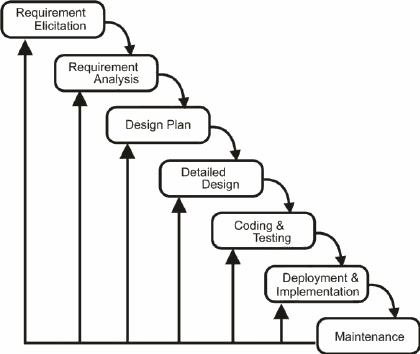 Requirement
Elicitation
Requirement
Analysis
Design Plan
Detailed
Design
Coding &
Testing
Deployment &
Implementation
Maintenance